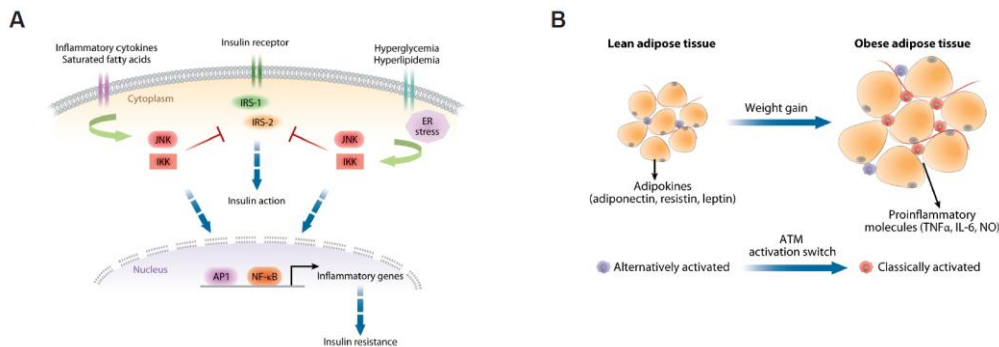 A
Inflammatory cytokines
Saturated fatty acids
Insulin receptor
Hyperglycemia
Hyperlipidemia
Cytoplasm
IRS-1
IRS-2
ER
stress
JNK
IKK
JNK
IKK
Insulin action
Nucleus
AP1
NF-κB
Inflammatory genes
Insulin resistance
B
Lean adipose tissue
Obese adipose tissue
Weight gain
Adipokines
(adiponectin, resistin, leptin)
Proinflammatory
molecules (TNFα, IL-6, NO)
ATM
activation switch
Alternatively activated
Classically activated